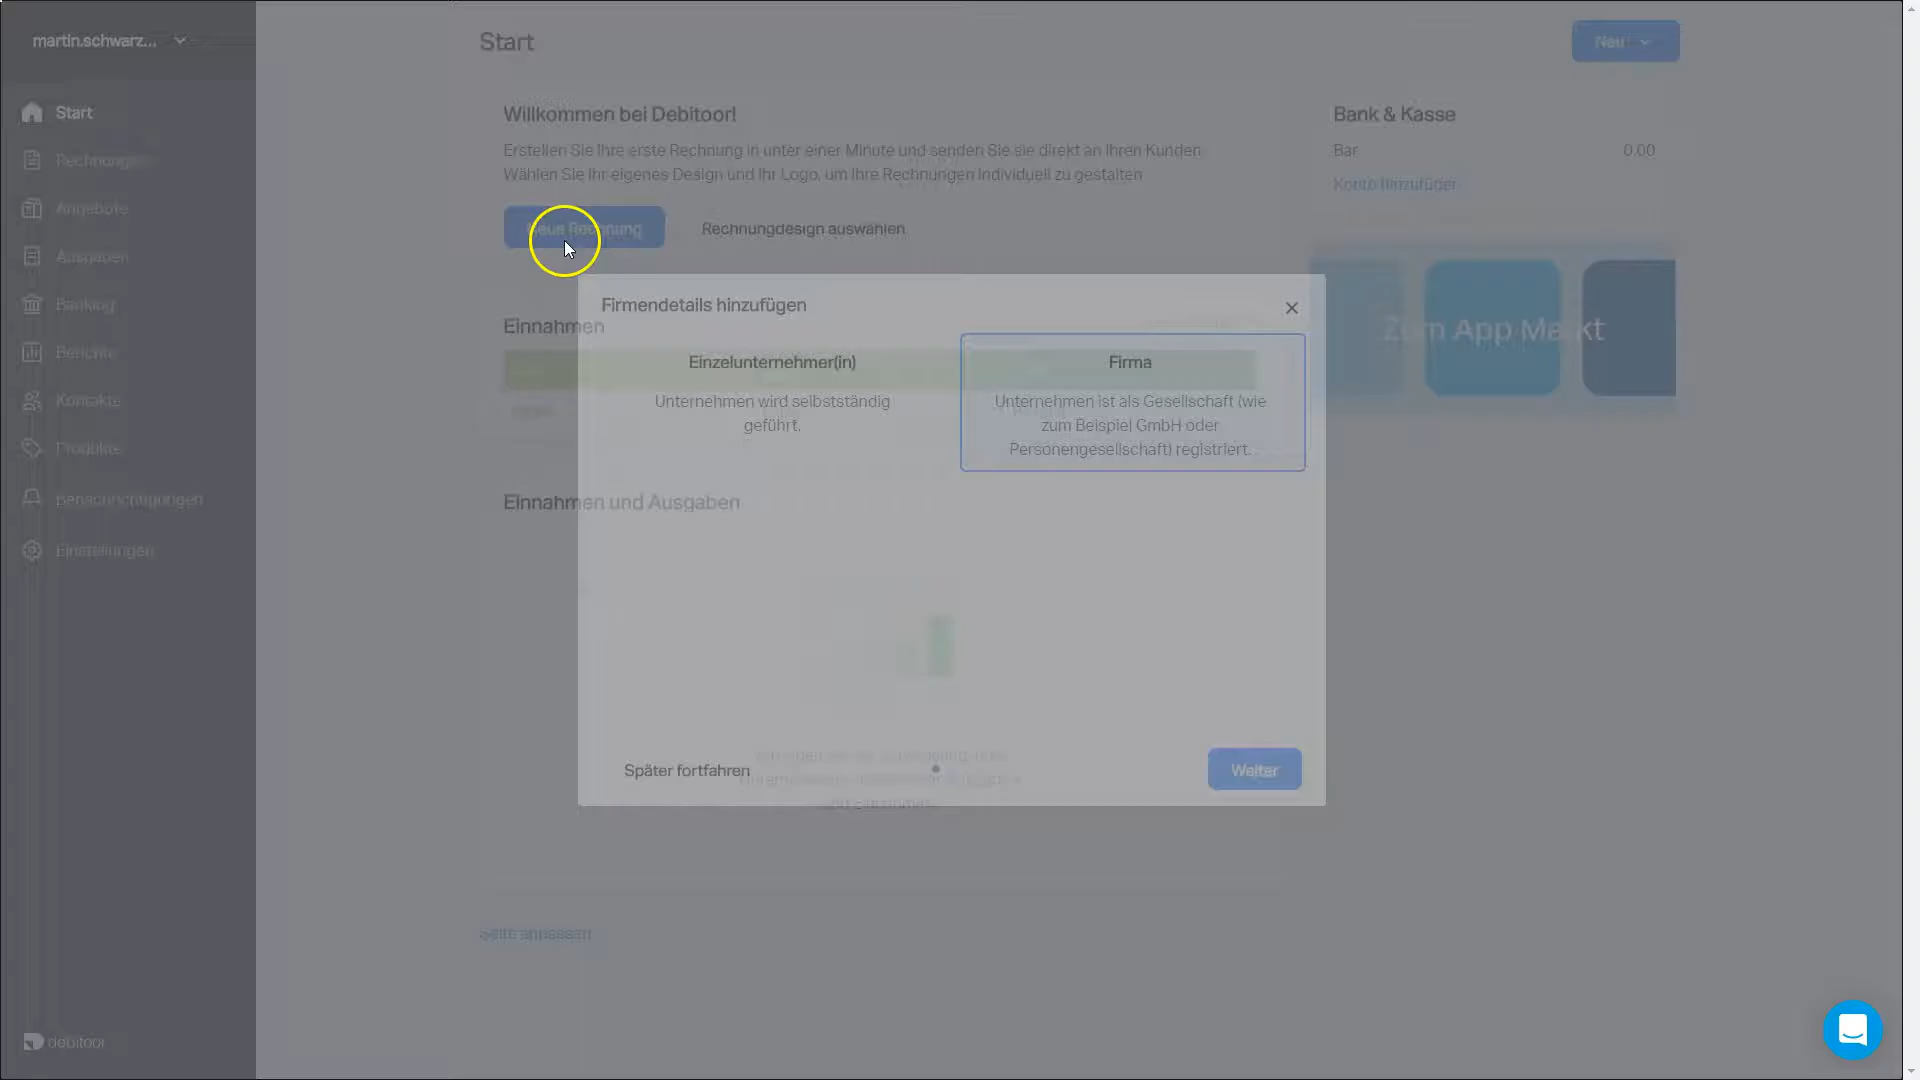 martin.schwarz...
Start
Neu
Start
Rechnungen
Angebote
Ausgaben
Banking
Berichte
Kontakte
Produkte
Benachrichtigungen
Einstellungen
debitoor
Willkommen bei Debitoor!
Erstellen Sie Ihre erste Rechnung in unter einer Minute und senden Sie sie direkt an Ihren Kunden.
Wählen Sie Ihr eigenes Design und Ihr Logo, um Ihre Rechnungen individuell zu gestalten.
Neue Rechnung
Rechnungdesign auswählen
Bank & Kasse
Bar
0.00
Konto hinzufügen
Zum App Markt
Einnahmen
Einnahmen und Ausgaben
Firmendetails hinzufügen
Einzelunternehmer(in)
Unternehmen wird selbstständig
geführt.
Firma
Unternehmen ist als Gesellschaft (wie
zum Beispiel GmbH oder
Personengesellschaft) registriert.
Später fortfahren
Weiter
Seite anpassen